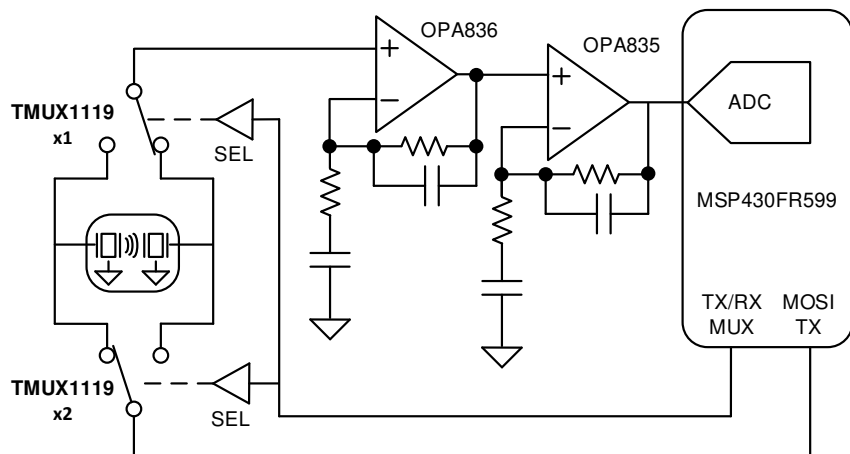 OPA836
OPA835
TMUX1119
x1
SEL
ADC
MSP430FR599
TX/RX
MUX
MOSI
TX
TMUX1119
x2
SEL